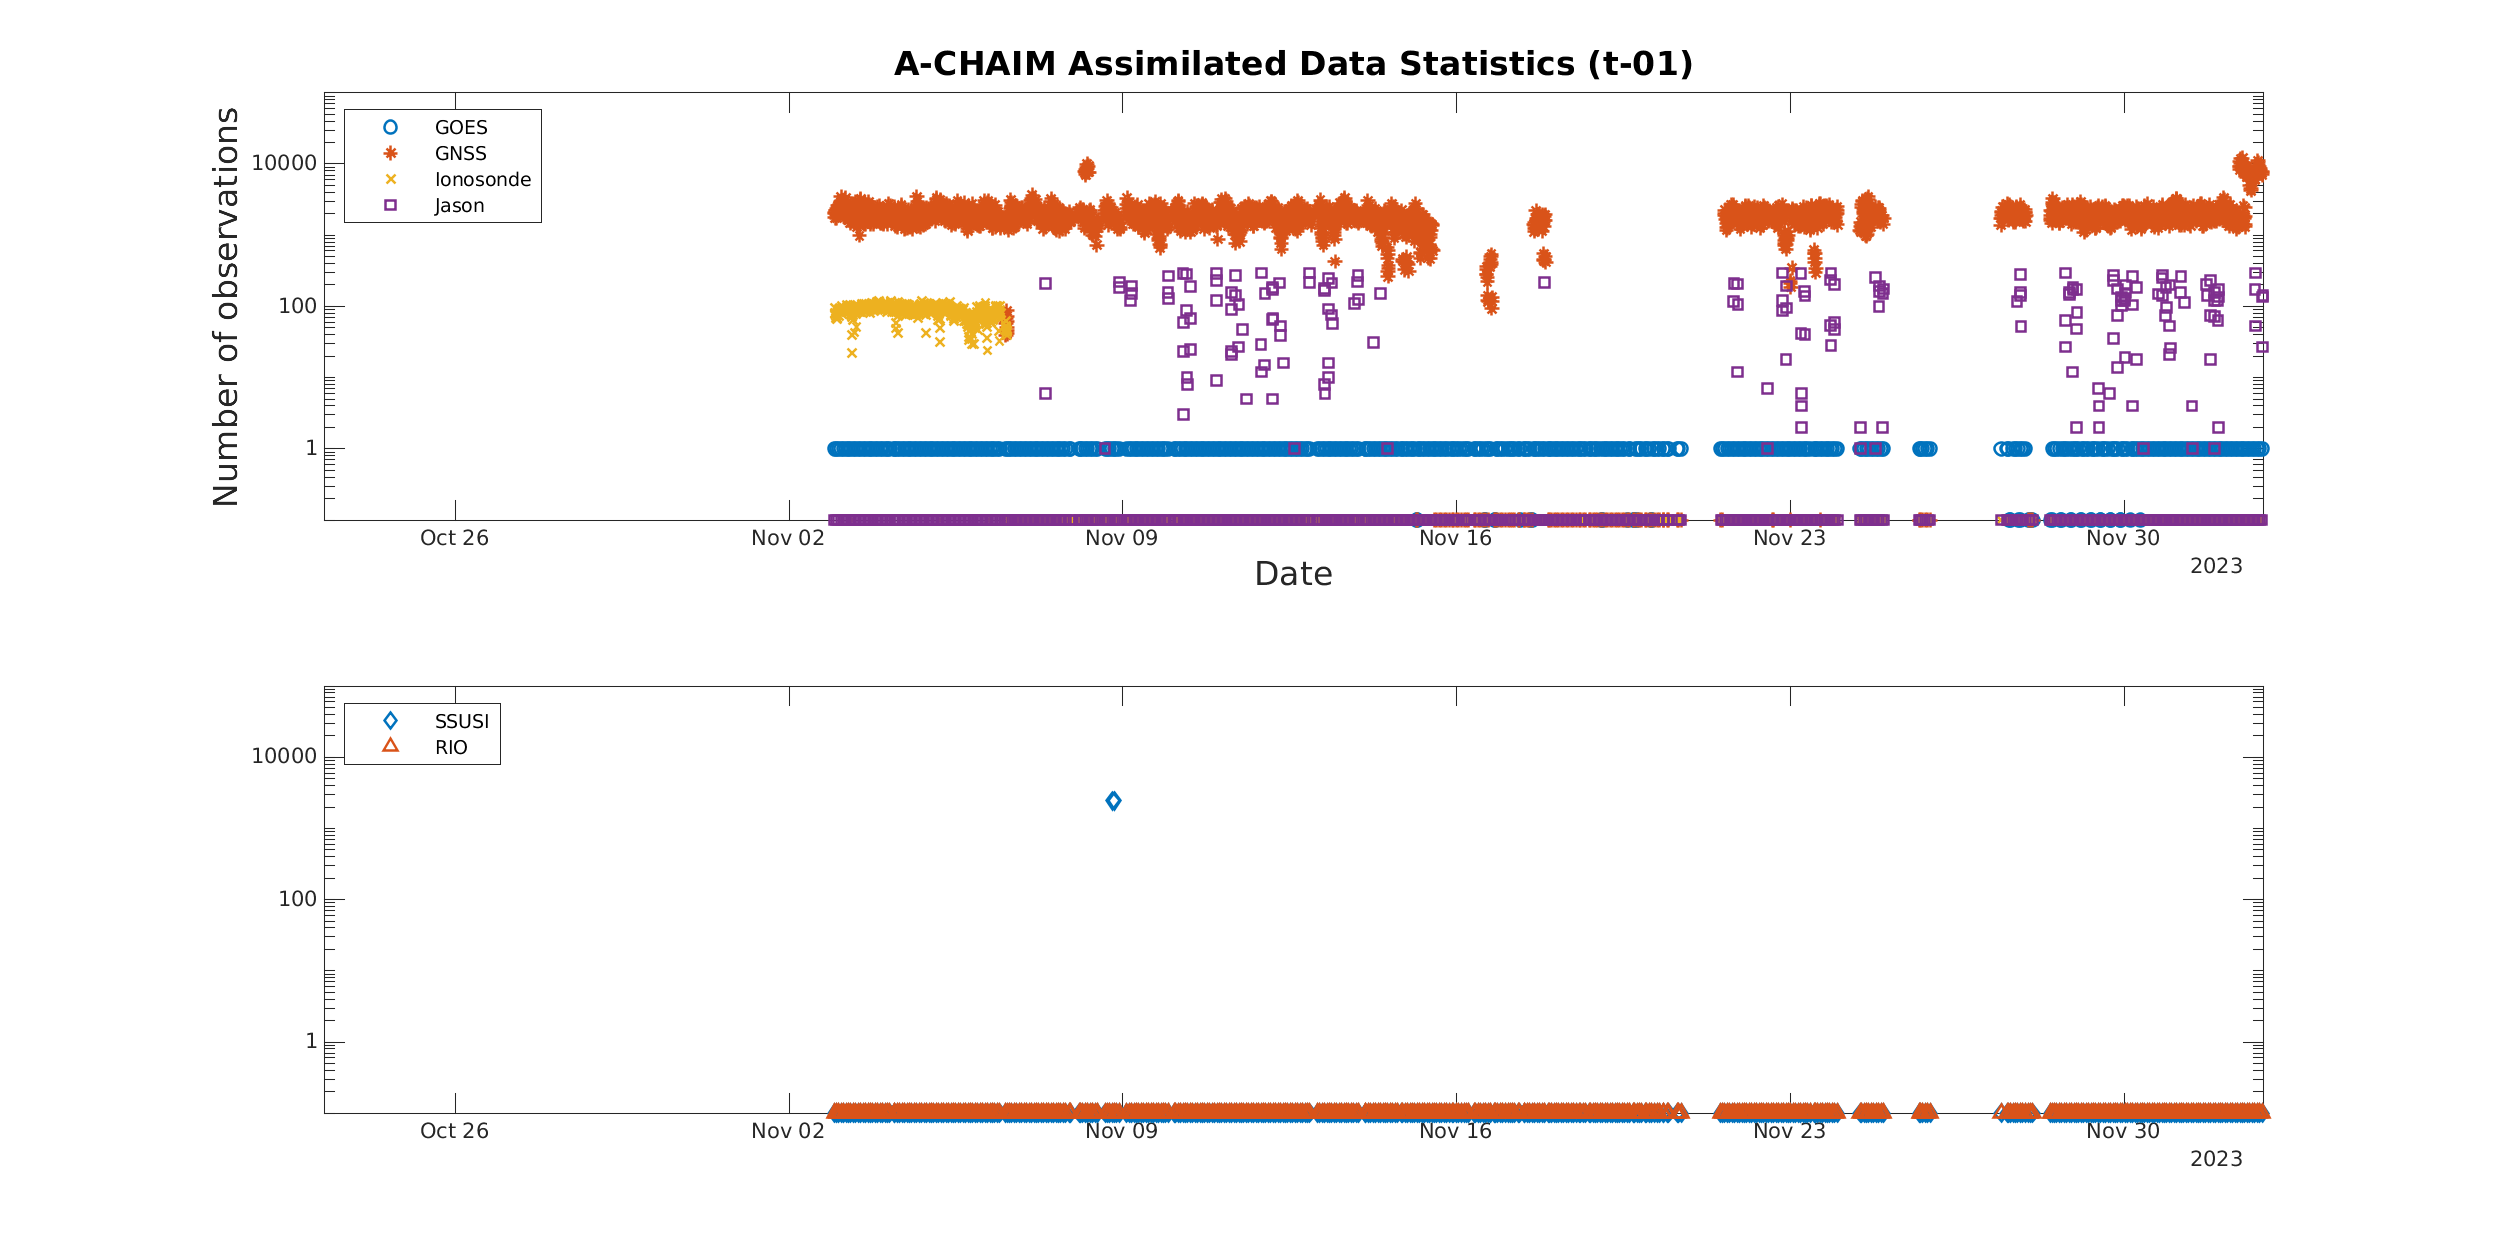 A-CHAIM Assimilated Data Statistics (t-01)
Number of observations
10000
100
1
GOES
GNSS
Ionosonde
Jason
Oct 26
Nov 02
Nov 09
Nov 16
Nov 23
Nov 30
2023
Date
10000
100
1
SSUSI
RIO
Oct 26
Nov 02
Nov 09
Nov 16
Nov 23
Nov 30
2023